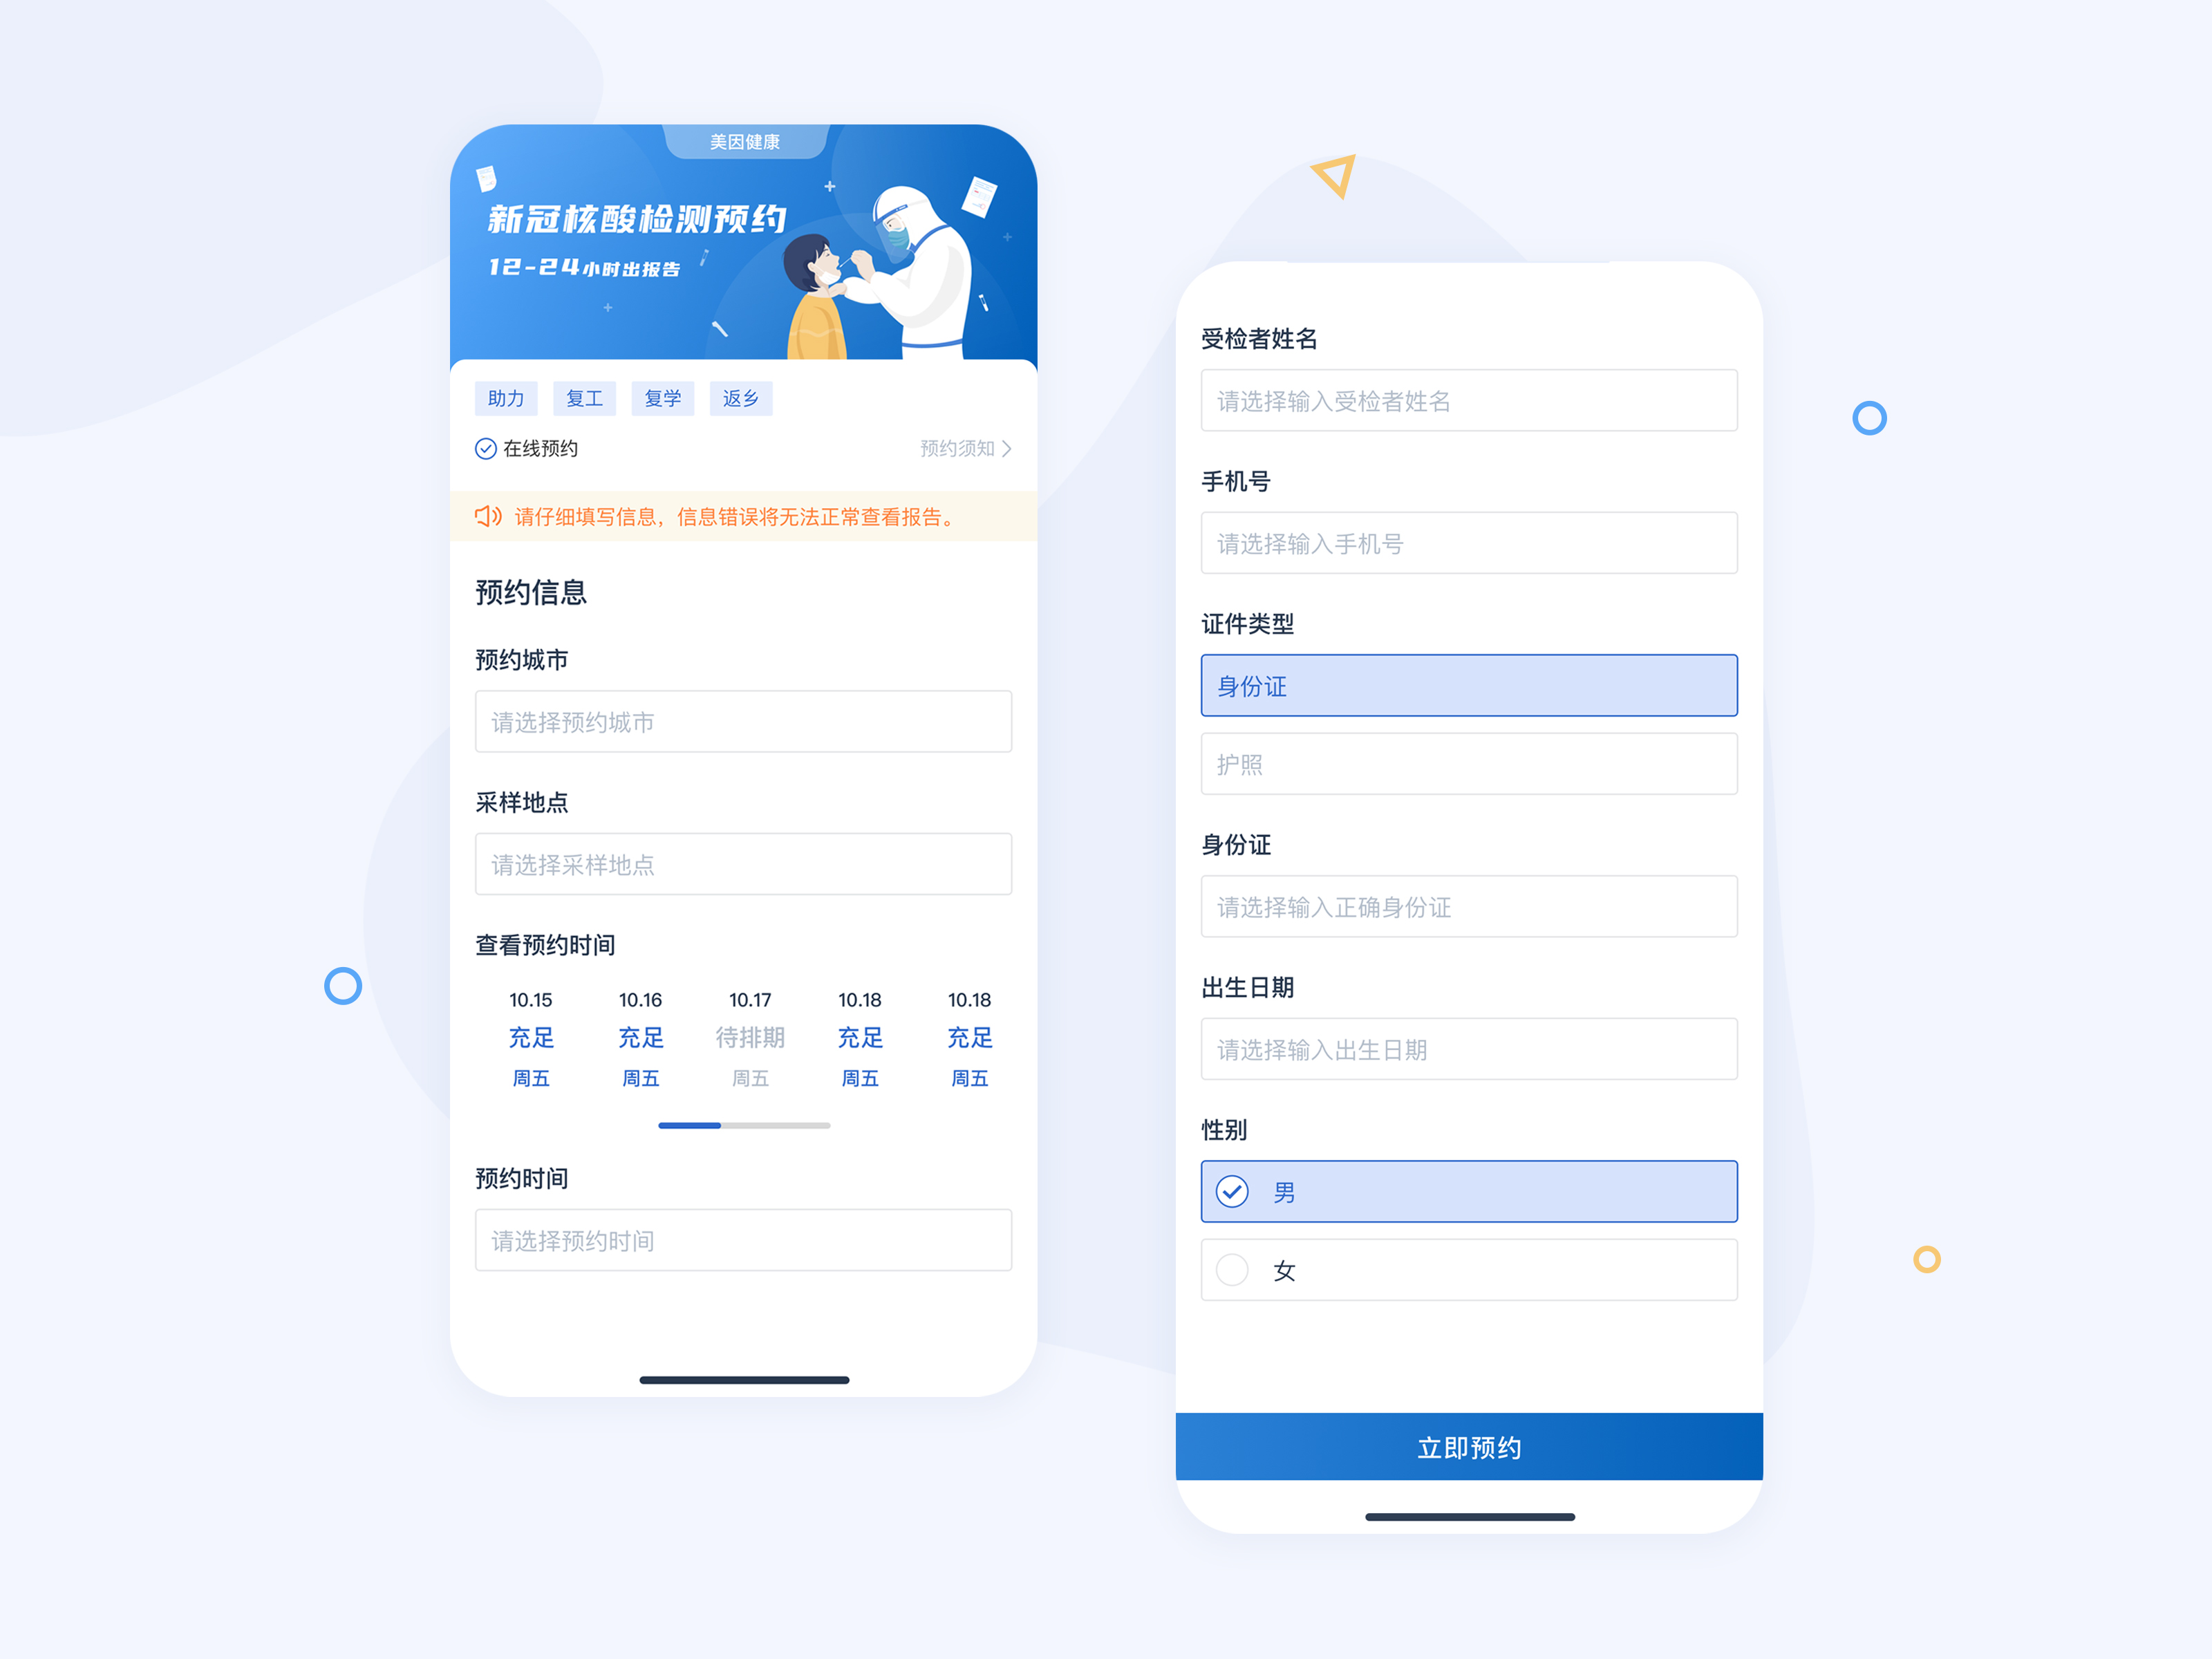 美因健康
新冠核酸检测预约
12-24小时出报告
助力 复工 复学 返乡
在线预约 预约须知
请仔细填写信息，信息错误将无法正常查看报告。
预约信息
预约城市
请选择预约城市
采样地点
请选择采样地点
查看预约时间
10.15 10.16 10.17 10.18 10.18
充足 充足 待排期 充足 充足
周五 周五 周五 周五 周五
预约时间
请选择预约时间
受检者姓名
请选择输入受检者姓名
手机号
请选择输入手机号
证件类型
身份证
护照
身份证
请选择输入正确身份证
出生日期
请选择输入出生日期
性别
男
女
立即预约